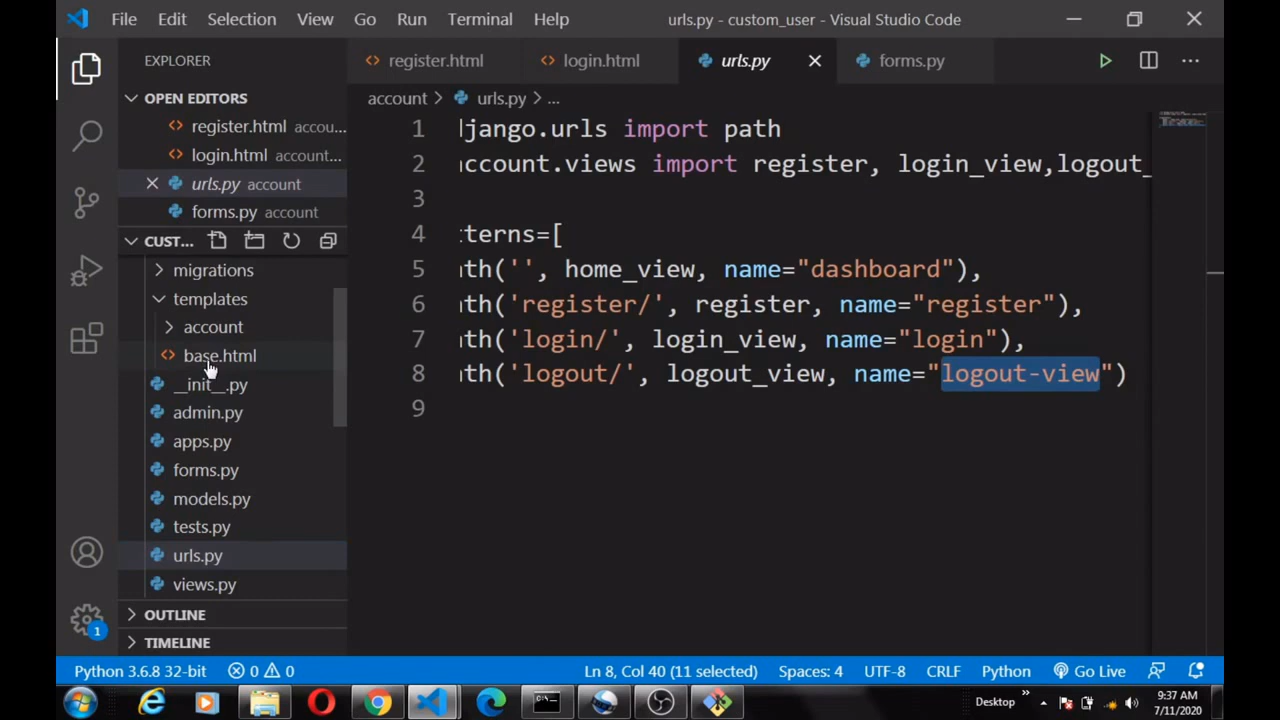 File Edit Selection View Go Run Terminal Help urls.py - custom_user - Visual Studio Code
EXPLORER
register.html login.html urls.py forms.py
OPEN EDITORS
account > urls.py > ...
register.html accou...
login.html account...
urls.py account
forms.py account
CUST...
migrations
templates
account
base.html
__init__.py
admin.py
apps.py
forms.py
models.py
tests.py
urls.py
views.py
OUTLINE
TIMELINE
1 django.urls import path
2 account.views import register, login_view,logout_
3
4 terns=[
5 th('', home_view, name="dashboard"),
6 th('register/', register, name="register"),
7 th('login/', login_view, name="login"),
8 th('logout/', logout_view, name="logout-view")
9
1
Python 3.6.8 32-bit 0 0 Ln 8, Col 40 (11 selected) Spaces: 4 UTF-8 CRLF Python Go Live
Desktop
9:37 AM
7/11/2020